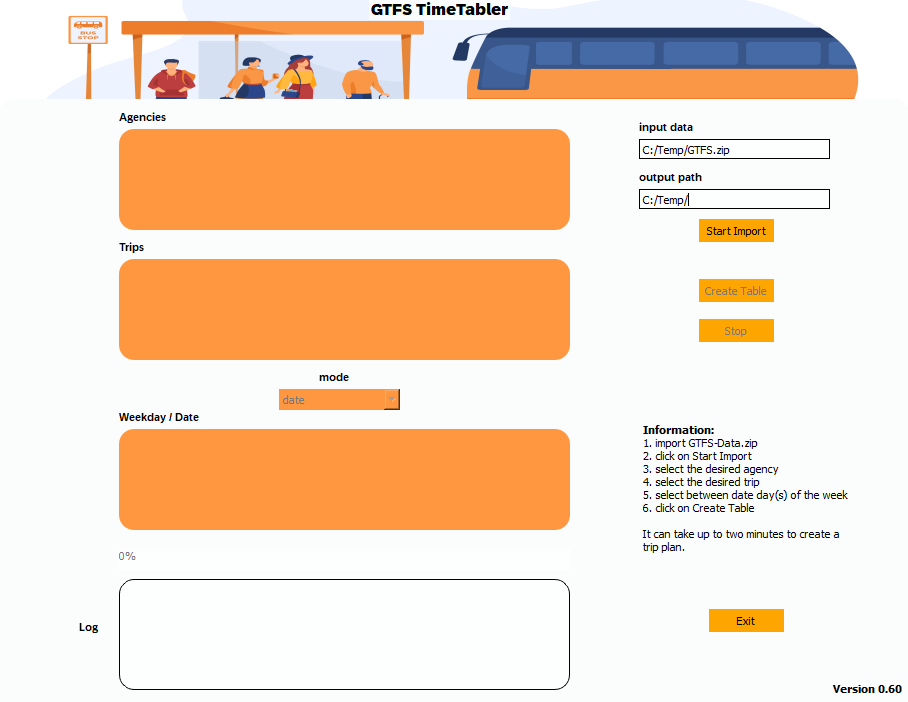 GTFS TimeTabler
BUS
STOP
Agencies
input data
C:/Temp/GTFS.zip
output path
C:/Temp/
Start Import
Trips
Create Table
Stop
mode
date
Weekday / Date
Information:
1. import GTFS-Data.zip
2. click on Start Import
3. select the desired agency
4. select the desired trip
5. select between date day(s) of the week
6. click on Create Table
It can take up to two minutes to create a
trip plan.
0%
Log
Exit
Version 0.60